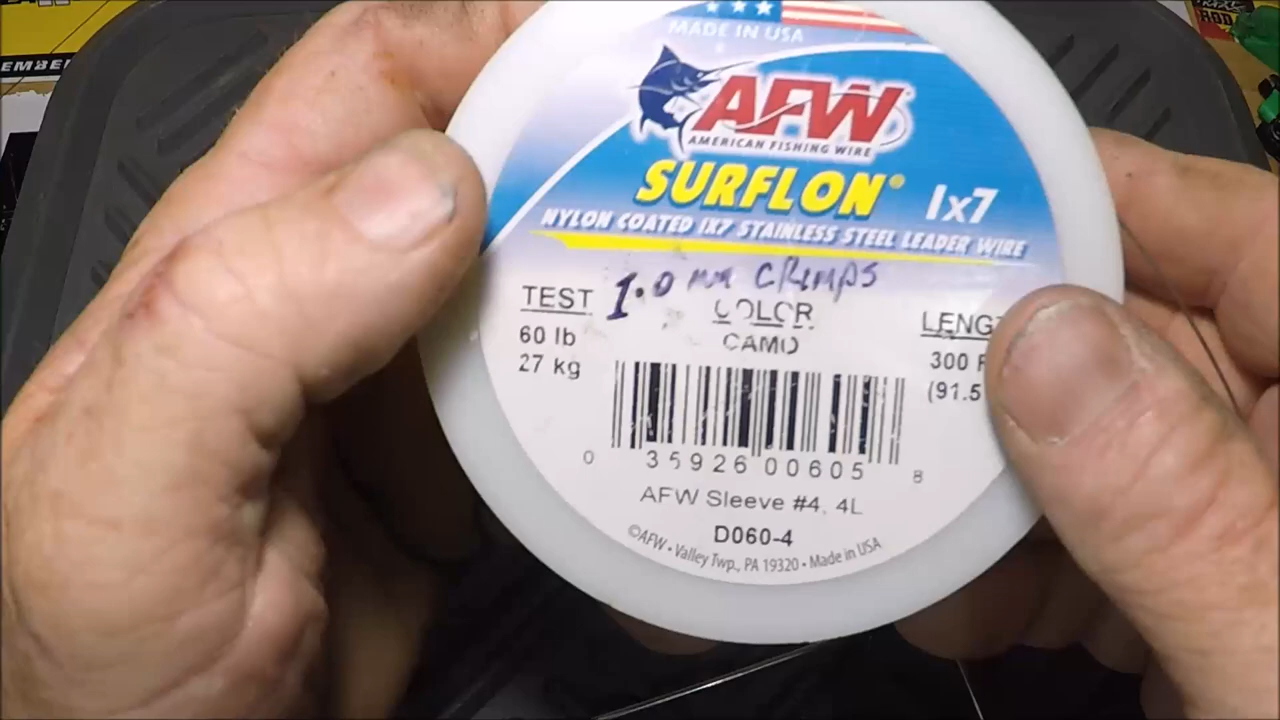 MADE IN USA
AFW
AMERICAN FISHING WIRE
SURFLON® 1x7
NYLON COATED 1X7 STAINLESS STEEL LEADER WIRE
1.0 mm CRIMPS
TEST COLOR
60 lb CAMO 300
27 kg (91.5
0 35926 00605 8
AFW Sleeve #4, 4L
D060-4
©AFW • Valley Twp., PA 19320 • Made in USA